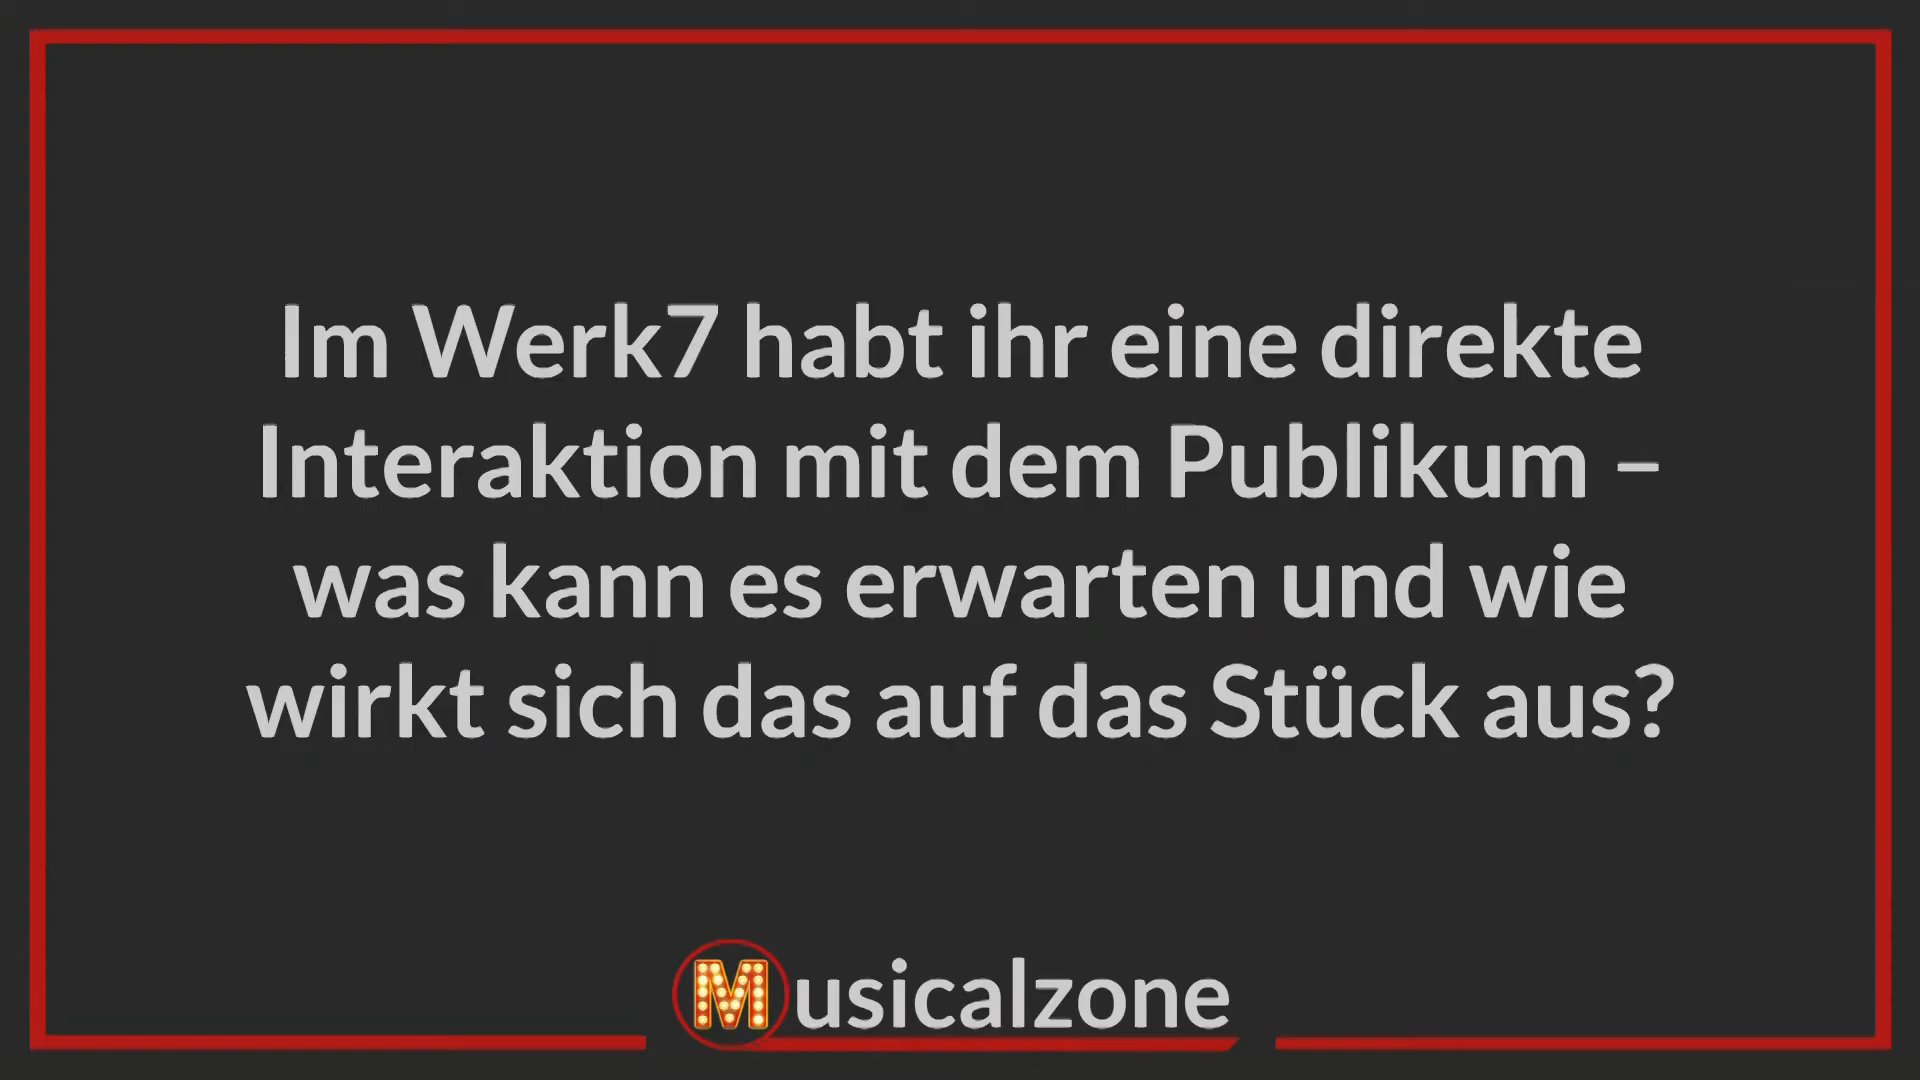 Im Werk7 habt ihr eine direkte
Interaktion mit dem Publikum –
was kann es erwarten und wie
wirkt sich das auf das Stück aus?
Musicalzone